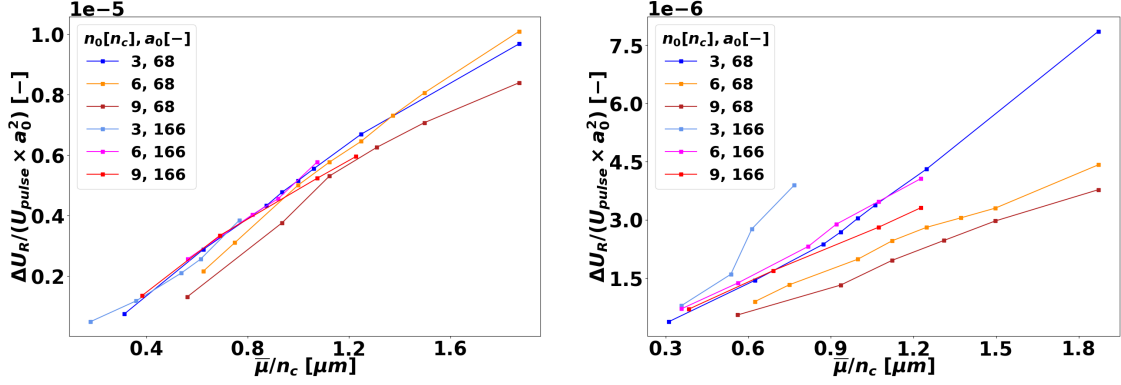 1e−5
ΔU_R/(U_pulse × a_0^2) [−]
1.0
0.8
0.6
0.4
0.2
n_0[n_c], a_0[−]
3, 68
6, 68
9, 68
3, 166
6, 166
9, 166
0.4 0.8 1.2 1.6
μ̅/n_c [μm]
1e−6
ΔU_R/(U_pulse × a_0^2) [−]
7.5
6.0
4.5
3.0
1.5
n_0[n_c], a_0[−]
3, 68
6, 68
9, 68
3, 166
6, 166
9, 166
0.3 0.6 0.9 1.2 1.5 1.8
μ̅/n_c [μm]